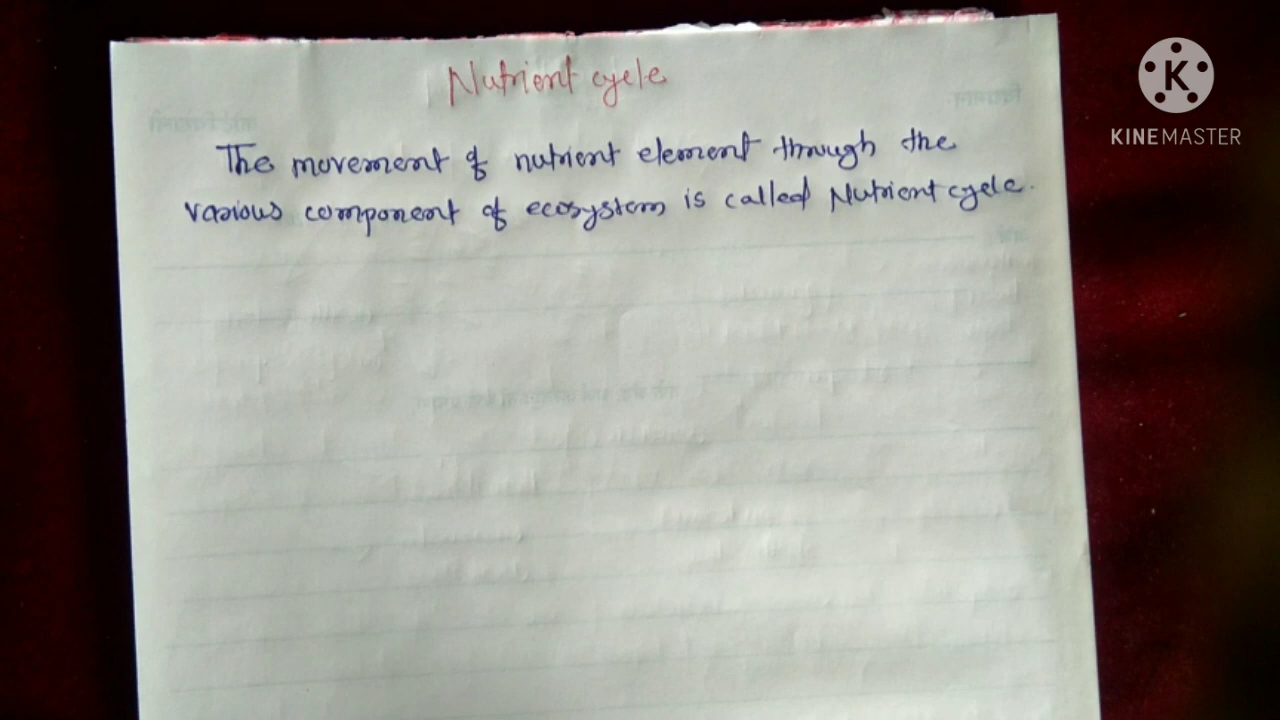 Nutrient cycle
The movement of nutrient element through the
various component of ecosystem is called Nutrient cycle.
K
KINEMASTER